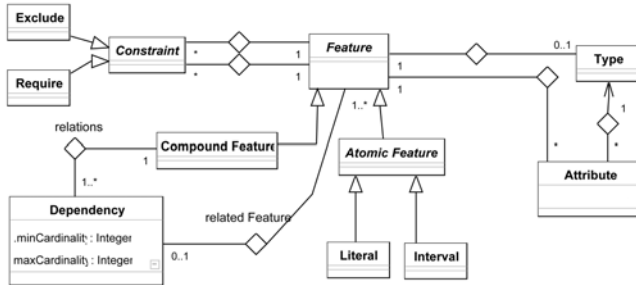 Exclude
Constraint
*
*
1
1
Feature
1
1
0..1
Type
Require
1..*
1
relations
Compound Feature
1
Atomic Feature
*
*
Attribute
1..*
Dependency
.minCardinality : Integer
maxCardinality : Integer
related Feature
0..1
Literal
Interval